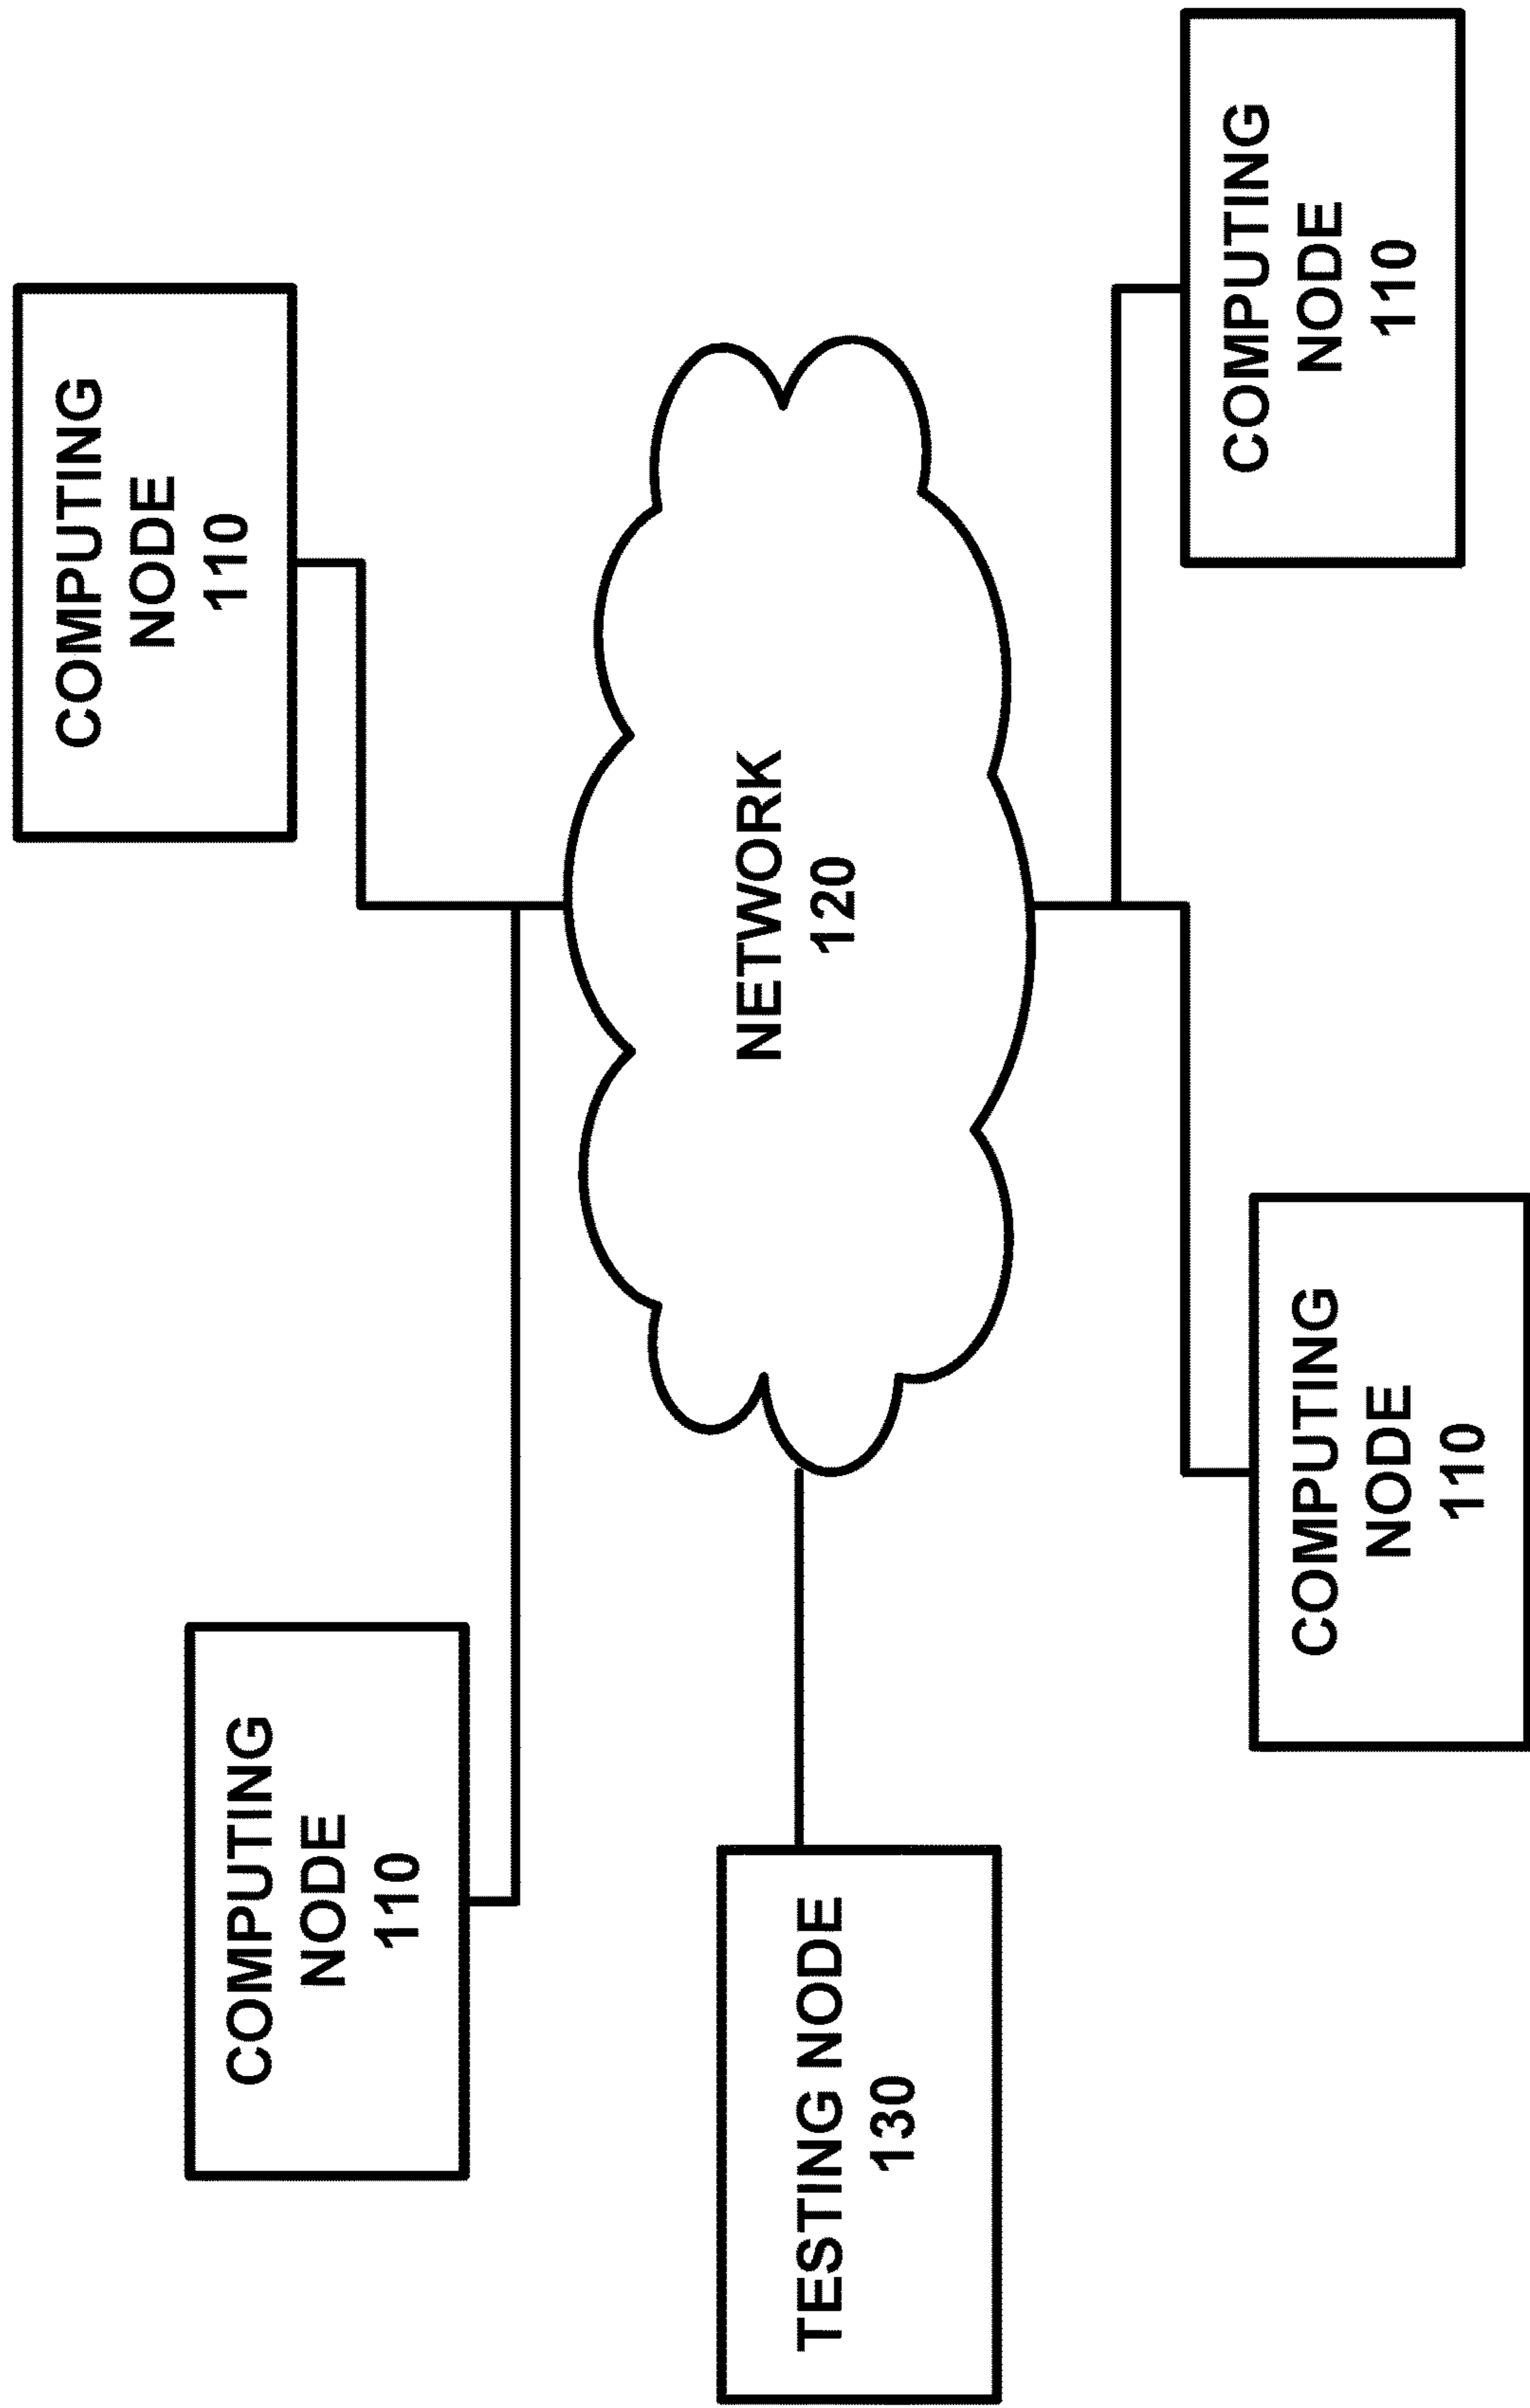 COMPUTING
NODE
110
COMPUTING
NODE
110
NETWORK
120
TESTING NODE
130
COMPUTING
NODE
110
COMPUTING
NODE
110